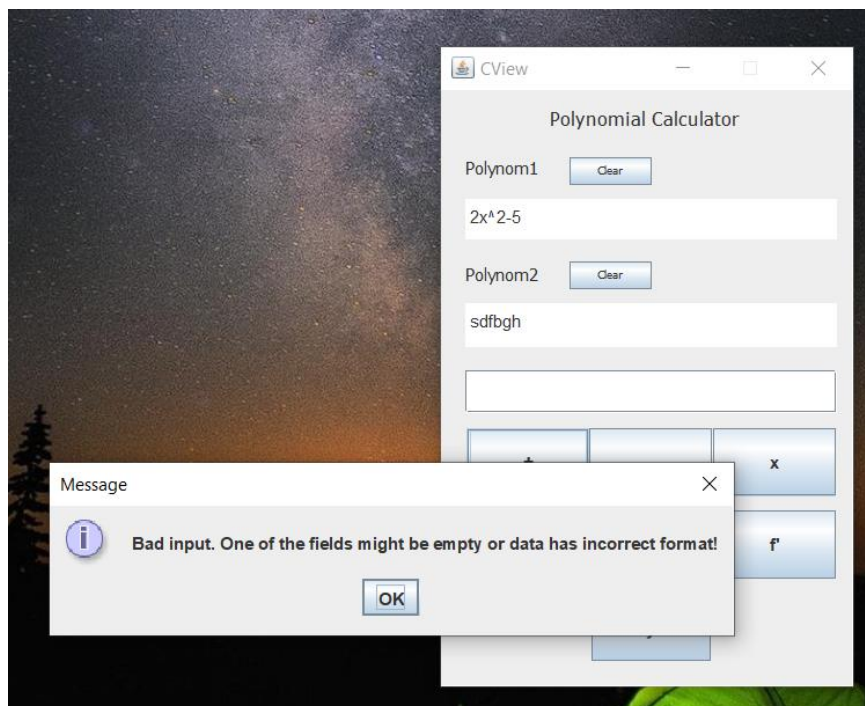 CView
Polynomial Calculator
Polynom1 Clear
2x^2-5
Polynom2 Clear
sdfbgh
x
Message
Bad input. One of the fields might be empty or data has incorrect format!
f'
OK